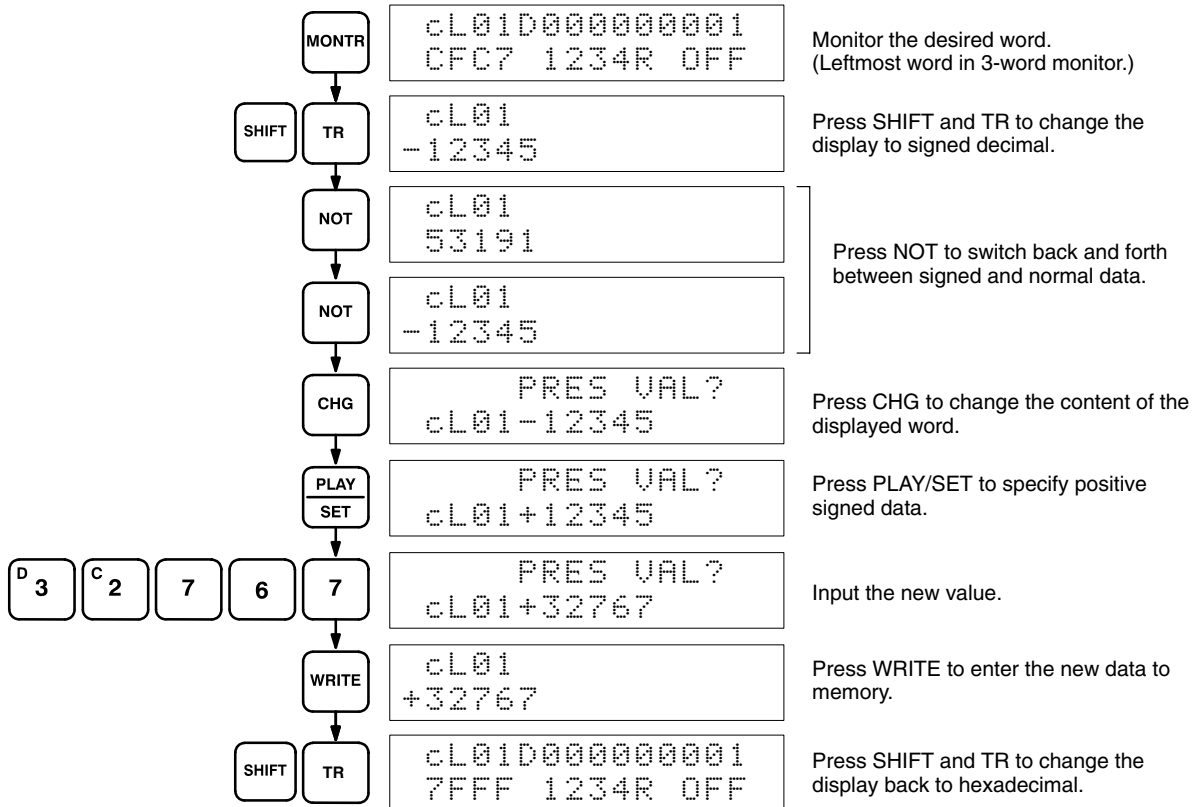 MONTR
cL01D000000001
CFC7 1234R OFF
Monitor the desired word.
(Leftmost word in 3-word monitor.)
SHIFT TR
cL01
-12345
Press SHIFT and TR to change the
display to signed decimal.
NOT
cL01
53191
NOT
cL01
-12345
Press NOT to switch back and forth
between signed and normal data.
CHG
PRES VAL?
cL01-12345
Press CHG to change the content of the
displayed word.
PLAY
SET
PRES VAL?
cL01+12345
Press PLAY/SET to specify positive
signed data.
D 3 C 2 7 6 7
PRES VAL?
cL01+32767
Input the new value.
WRITE
cL01
+32767
Press WRITE to enter the new data to
memory.
SHIFT TR
cL01D000000001
7FFF 1234R OFF
Press SHIFT and TR to change the
display back to hexadecimal.